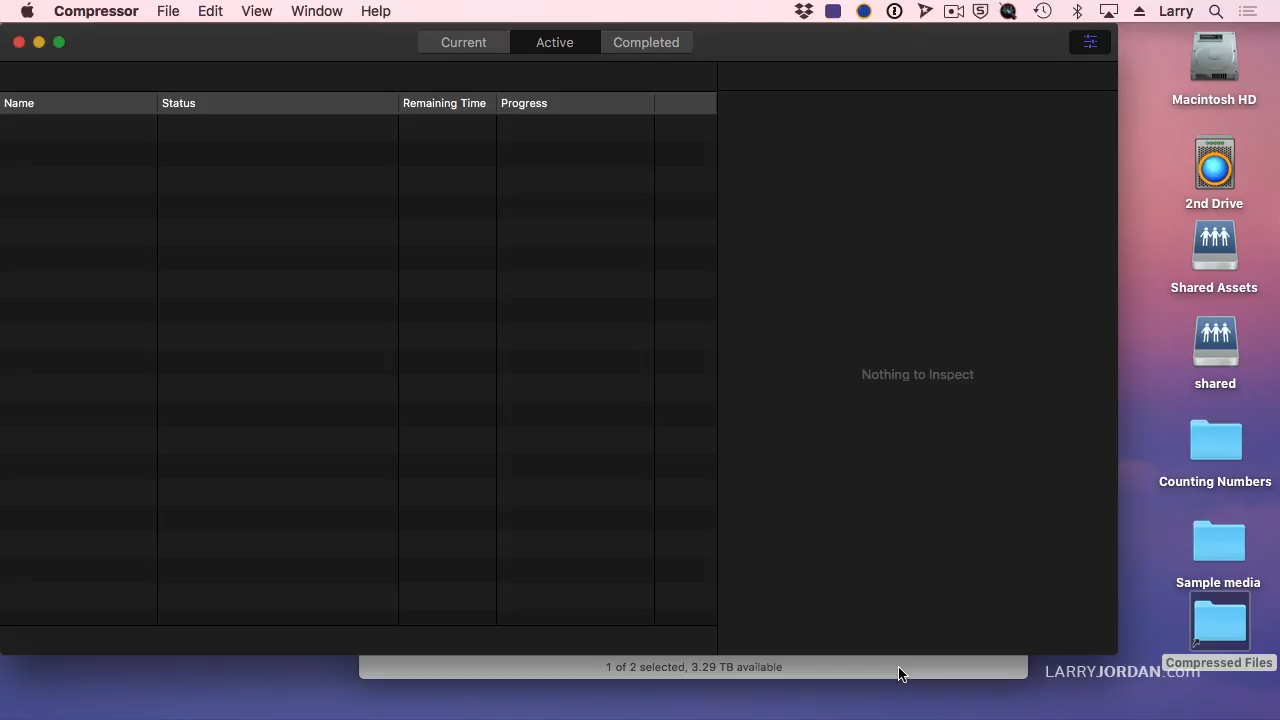 Compressor File Edit View Window Help Larry
Current Active Completed
Name Status Remaining Time Progress
Nothing to Inspect
Macintosh HD
2nd Drive
Shared Assets
shared
Counting Numbers
Sample media
Compressed Files
1 of 2 selected, 3.29 TB available
LARRYJORDAN.com